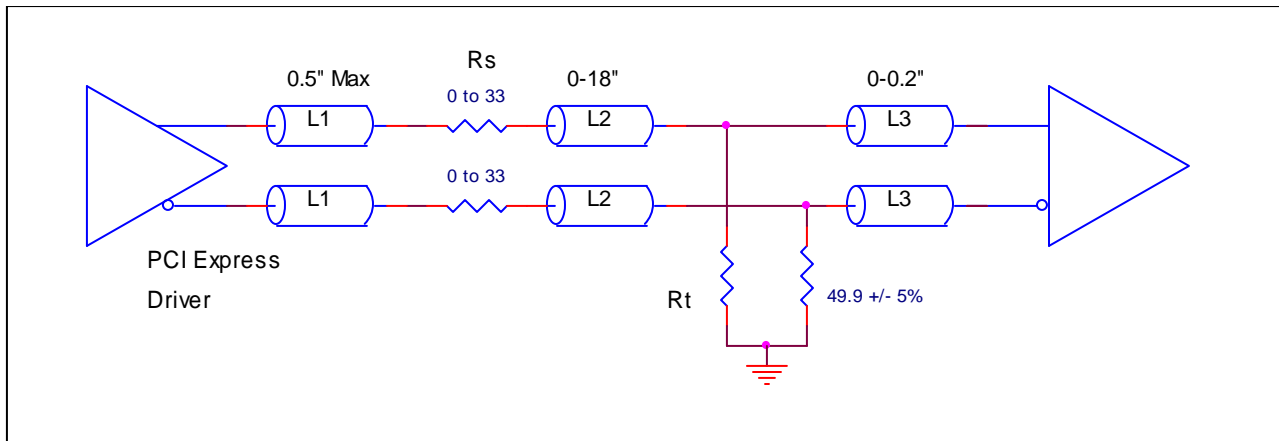 Rs
0.5" Max
0-18"
0-0.2"
0 to 33
L1
L2
L3
0 to 33
L1
L2
L3
PCI Express
Driver
Rt
49.9 +/- 5%